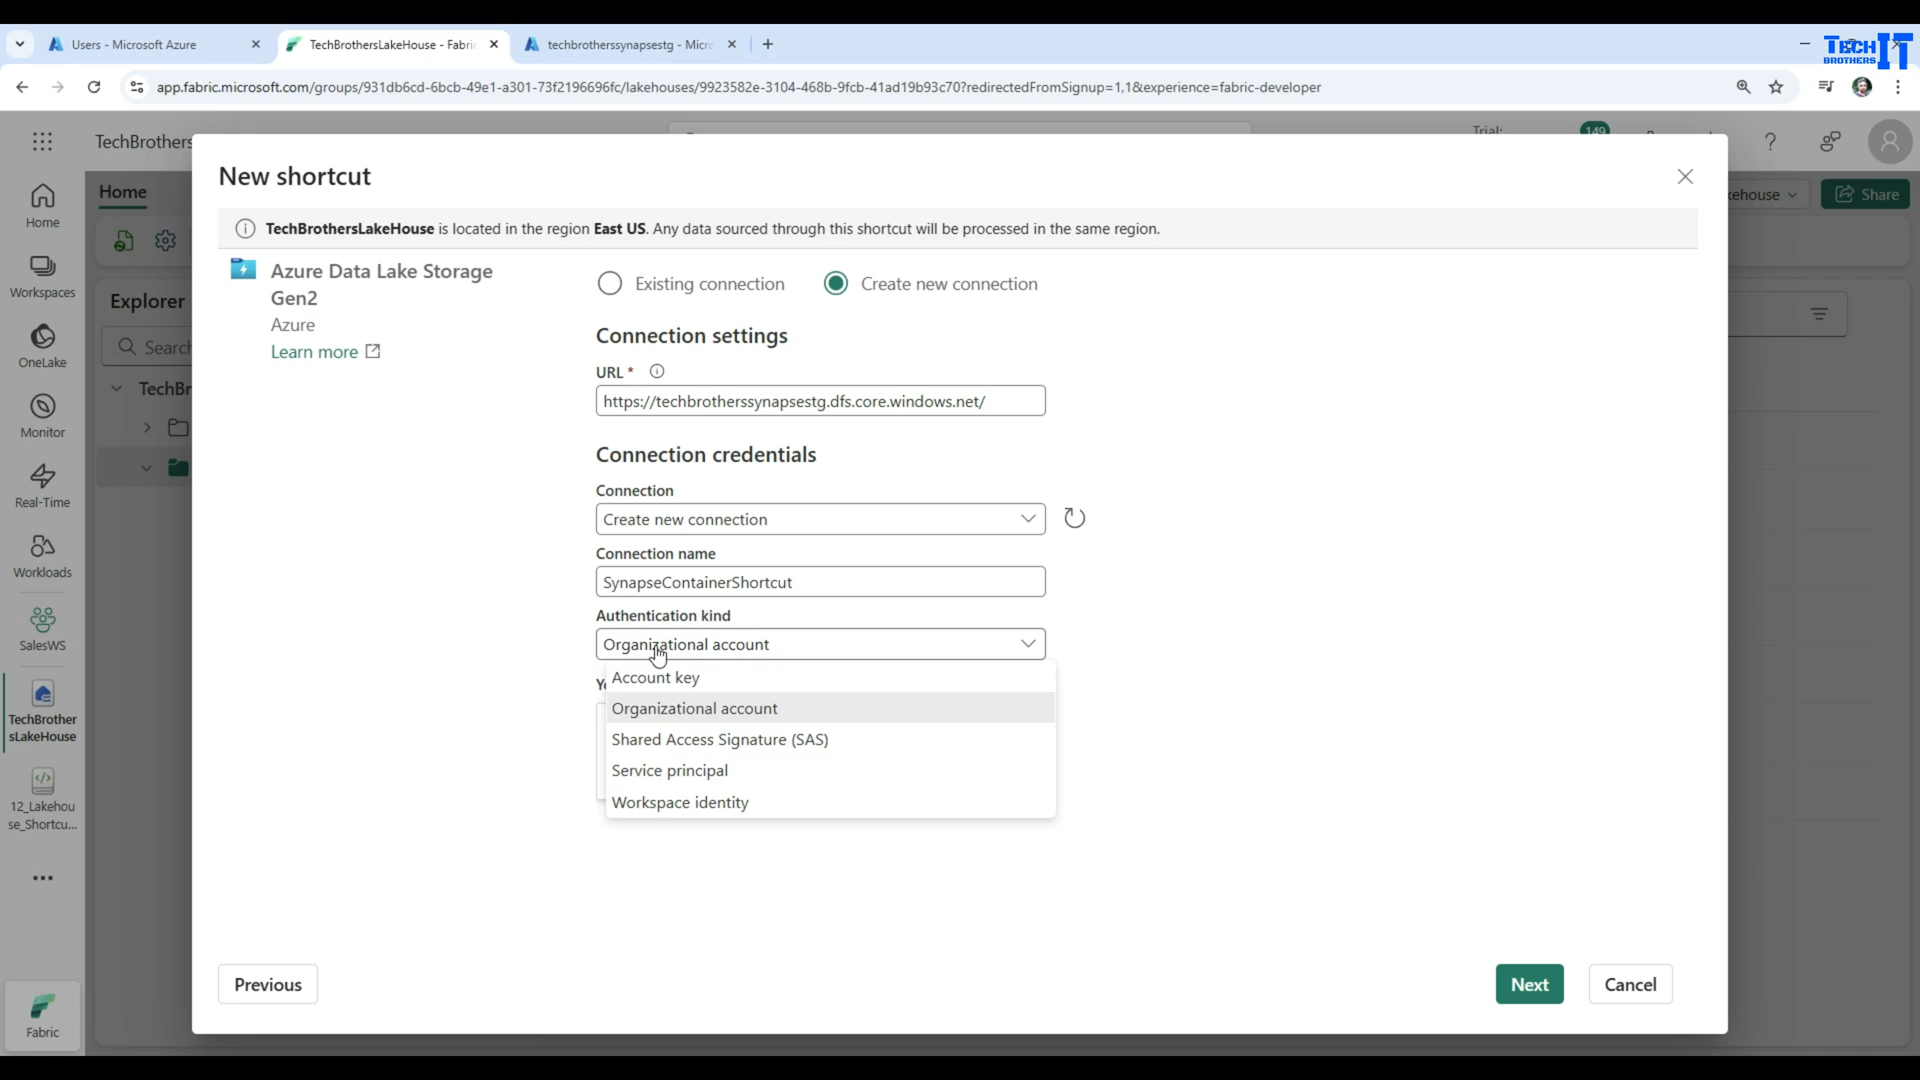 Users - Microsoft Azure
TechBrothersLakeHouse - Fabric
techbrotherssynapsestg - Micro
TECH IT
BROTHERS
app.fabric.microsoft.com/groups/931db6cd-6bcb-49e1-a301-73f2196696fc/lakehouses/9923582e-3104-468b-9fcb-41ad19b93c70?redirectedFromSignup=1,1&experience=fabric-developer
TechBrothers
Trial:
149
Home
Home
Workspaces
OneLake
Monitor
Real-Time
Workloads
SalesWS
TechBrother
sLakeHouse
12_Lakehou
se_Shortcu...
Fabric
Explorer
Search
TechBr
kehouse
Share
New shortcut
TechBrothersLakeHouse is located in the region East US. Any data sourced through this shortcut will be processed in the same region.
Azure Data Lake Storage
Gen2
Azure
Learn more
Existing connection
Create new connection
Connection settings
URL *
https://techbrotherssynapsestg.dfs.core.windows.net/
Connection credentials
Connection
Create new connection
Connection name
SynapseContainerShortcut
Authentication kind
Organizational account
Account key
Organizational account
Shared Access Signature (SAS)
Service principal
Workspace identity
Previous
Next
Cancel